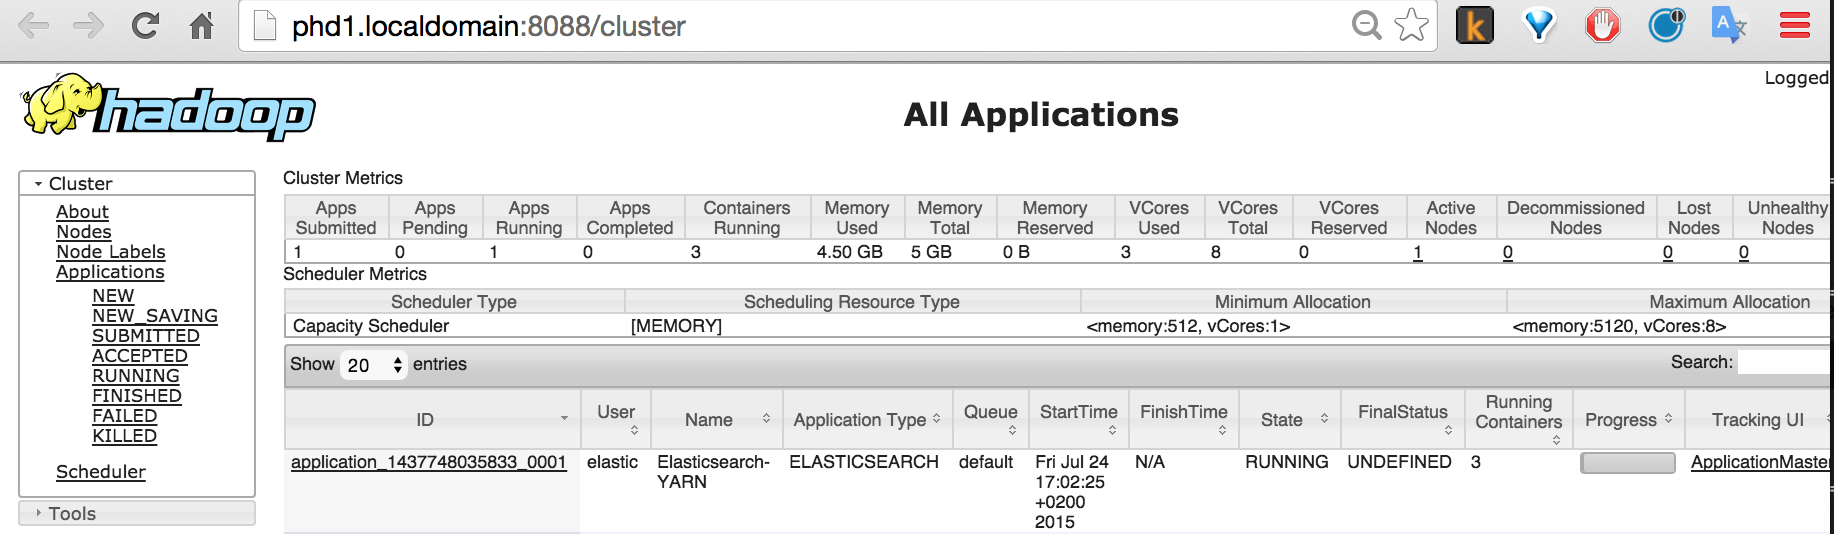 phd1.localdomain:8088/cluster
Logged
hadoop
All Applications
Cluster
About
Nodes
Node Labels
Applications
NEW
NEW_SAVING
SUBMITTED
ACCEPTED
RUNNING
FINISHED
FAILED
KILLED
Scheduler
Tools
Cluster Metrics
Apps Submitted Apps Pending Apps Running Apps Completed Containers Running Memory Used Memory Total Memory Reserved VCores Used VCores Total VCores Reserved Active Nodes Decommissioned Nodes Lost Nodes Unhealthy Nodes
1 0 1 0 3 4.50 GB 5 GB 0 B 3 8 0 1 0 0 0
Scheduler Metrics
Scheduler Type Scheduling Resource Type Minimum Allocation Maximum Allocation
Capacity Scheduler [MEMORY] <memory:512, vCores:1> <memory:5120, vCores:8>
Show 20 entries Search:
ID User Name Application Type Queue StartTime FinishTime State FinalStatus Running Containers Progress Tracking UI
application_1437748035833_0001 elastic Elasticsearch- ELASTICSEARCH default Fri Jul 24 N/A RUNNING UNDEFINED 3 ApplicationMaster
YARN 17:02:25
+0200
2015